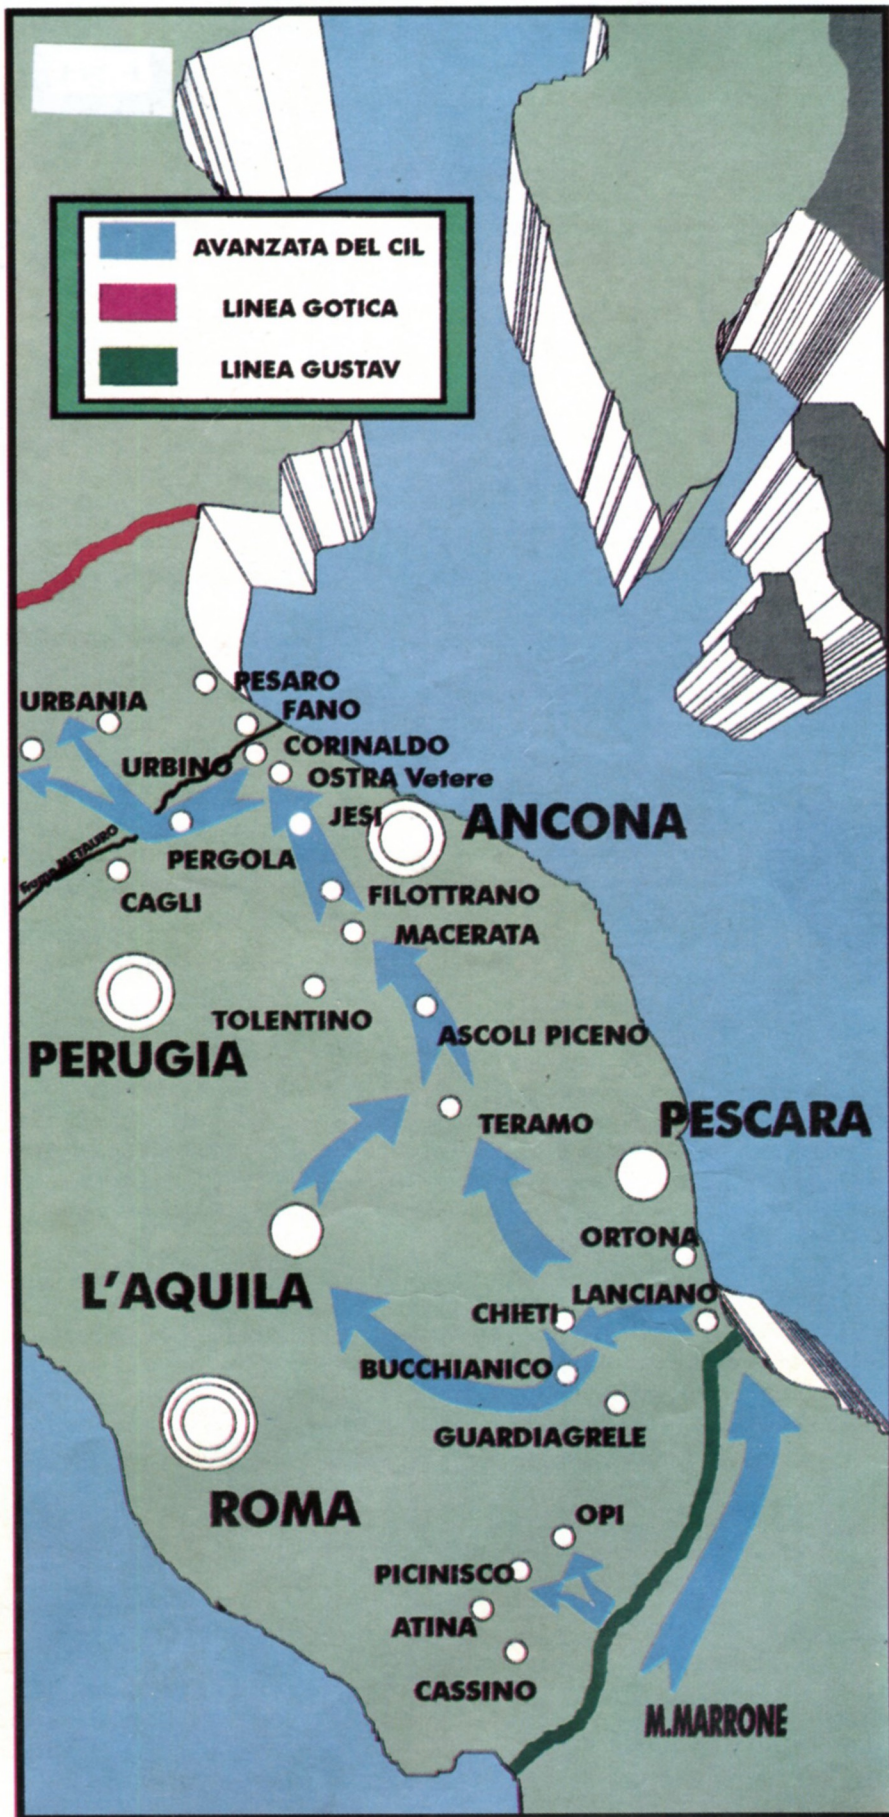 AVANZATA DEL CIL
LINEA GOTICA
LINEA GUSTAV
PESARO
URBANIA
FANO
CORINALDO
URBINO
OSTRA Vetere
JESI
ANCONA
fiume METAURO
PERGOLA
CAGLI
FILOTTRANO
MACERATA
TOLENTINO
ASCOLI PICENO
PERUGIA
TERAMO
PESCARA
ORTONA
L'AQUILA
LANCIANO
CHIETI
BUCCHIANICO
GUARDIAGRELE
ROMA
OPI
PICINISCO
ATINA
CASSINO
M.MARRONE